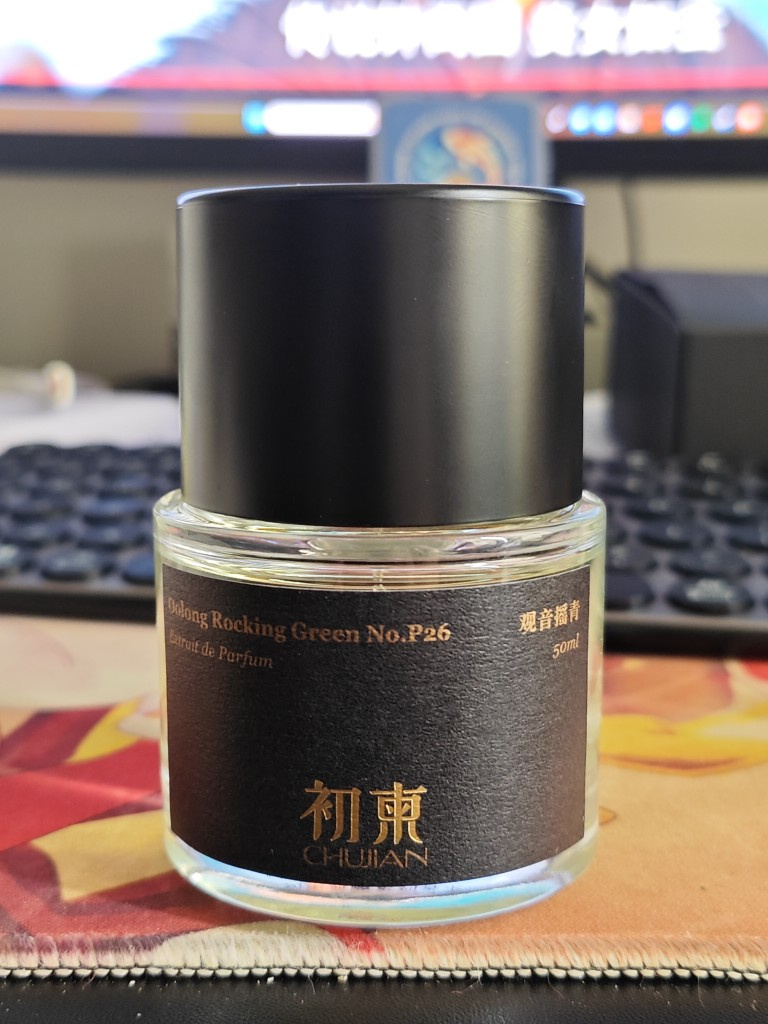 Oolong Rocking Green No.P26
Extrait de Parfum
观音摇青
50ml
初柬
CHUJIAN